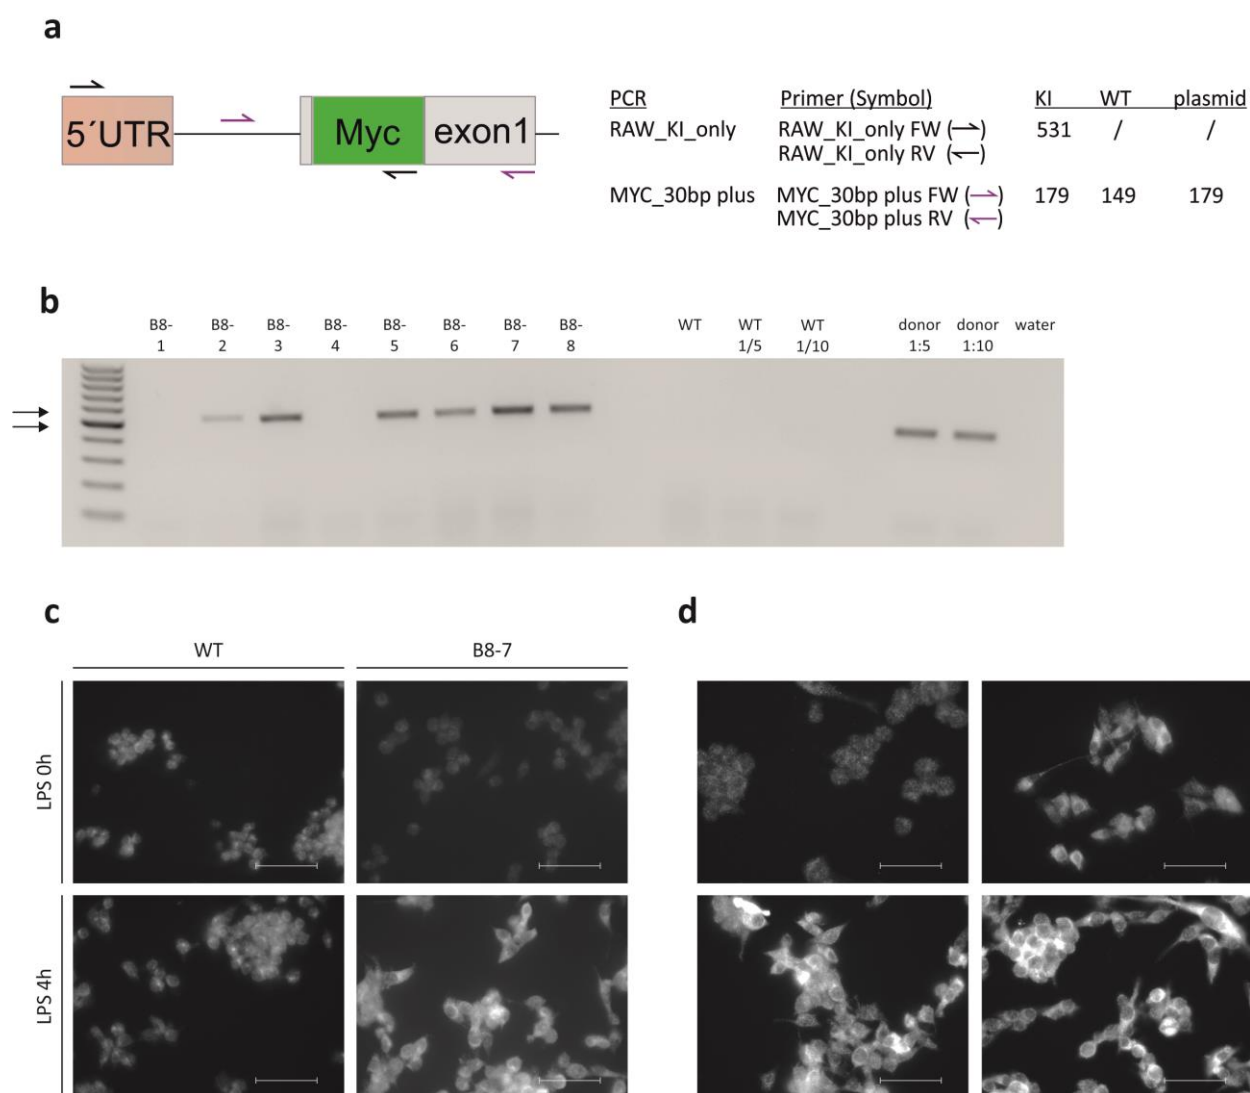 a
5´UTR
Myc
exon1
PCR Primer (Symbol) KI WT plasmid
RAW_KI_only RAW_KI_only FW ( ) 531 / /
RAW_KI_only RV ( )
MYC_30bp plus MYC_30bp plus FW ( ) 179 149 179
MYC_30bp plus RV ( )
b
B8-1
B8-2
B8-3
B8-4
B8-5
B8-6
B8-7
B8-8
WT
WT 1/5
WT 1/10
donor 1:5
donor 1:10
water
c
d
WT
B8-7
LPS 0h
LPS 4h